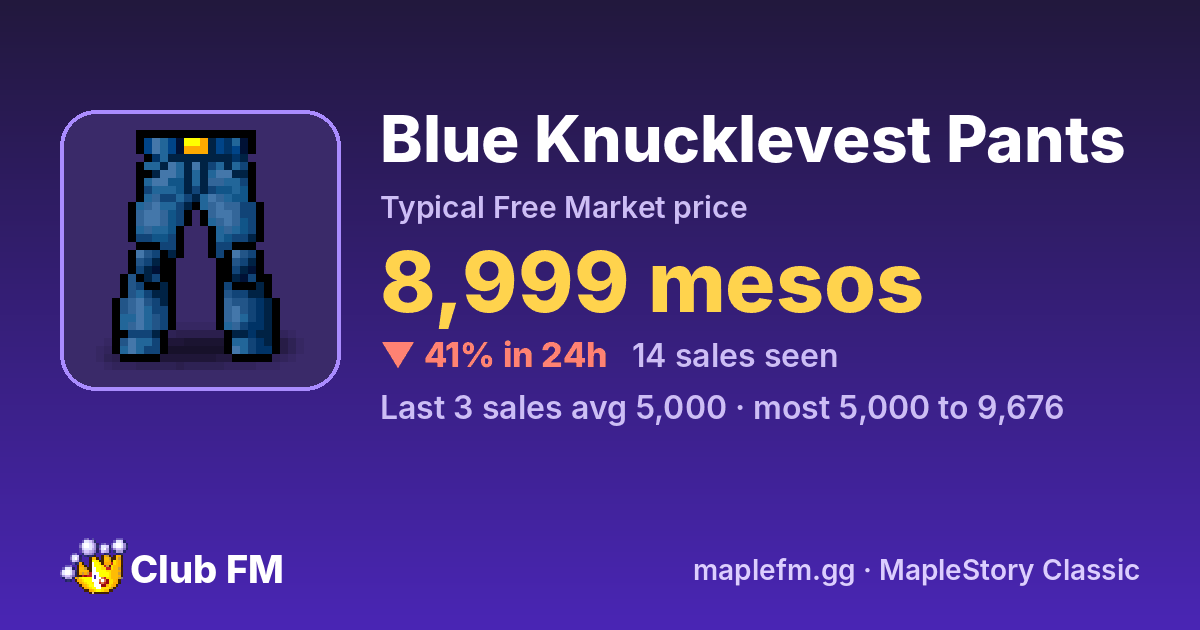 Blue Knucklevest Pants
Typical Free Market price
8,999 mesos
▼ 41% in 24h 14 sales seen
Last 3 sales avg 5,000 · most 5,000 to 9,676
Club FM
maplefm.gg · MapleStory Classic